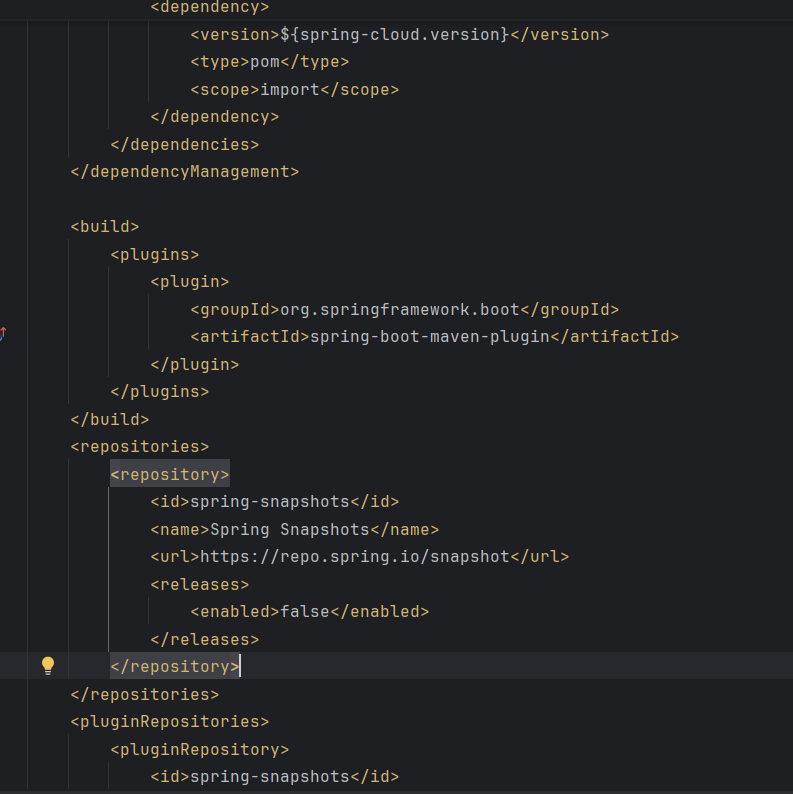 <dependency>
<version>${spring-cloud.version}</version>
<type>pom</type>
<scope>import</scope>
</dependency>
</dependencies>
</dependencyManagement>
<build>
<plugins>
<plugin>
<groupId>org.springframework.boot</groupId>
<artifactId>spring-boot-maven-plugin</artifactId>
</plugin>
</plugins>
</build>
<repositories>
<repository>
<id>spring-snapshots</id>
<name>Spring Snapshots</name>
<url>https://repo.spring.io/snapshot</url>
<releases>
<enabled>false</enabled>
</releases>
</repository>
</repositories>
<pluginRepositories>
<pluginRepository>
<id>spring-snapshots</id>